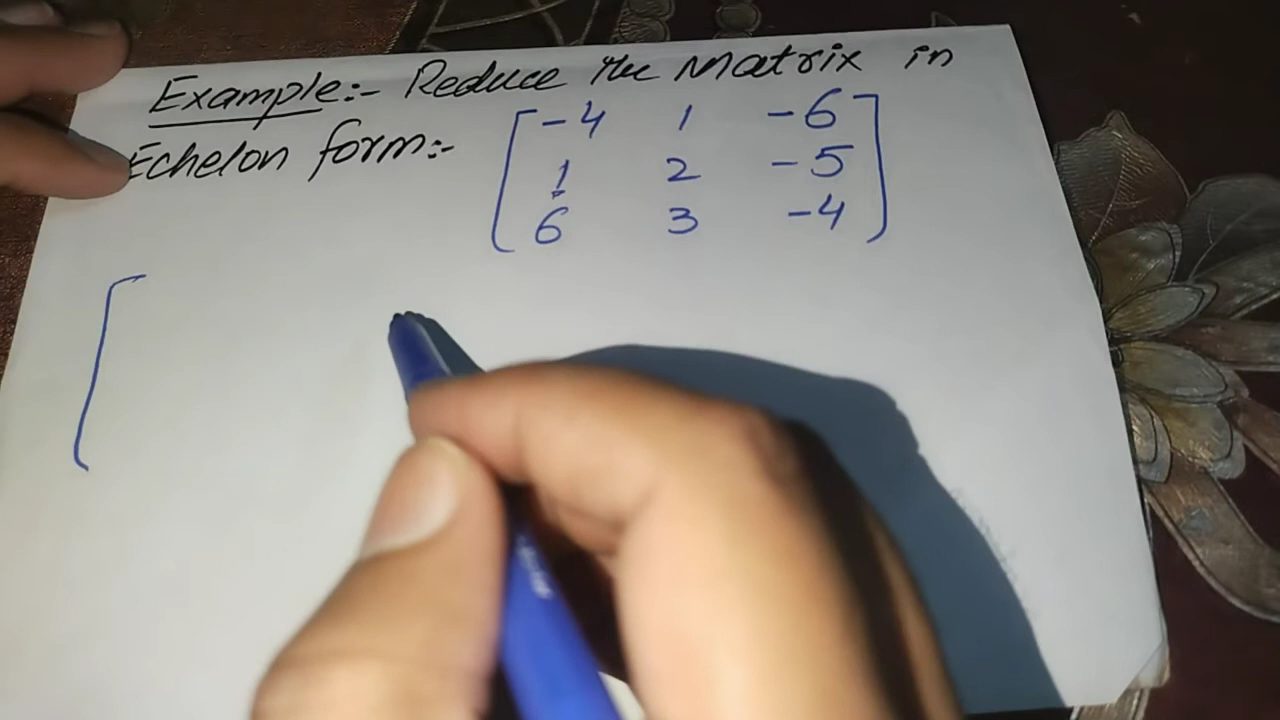 Example:- Reduce the Matrix in
Echelon form:- [ -4 1 -6
1 2 -5
6 3 -4 ]
[